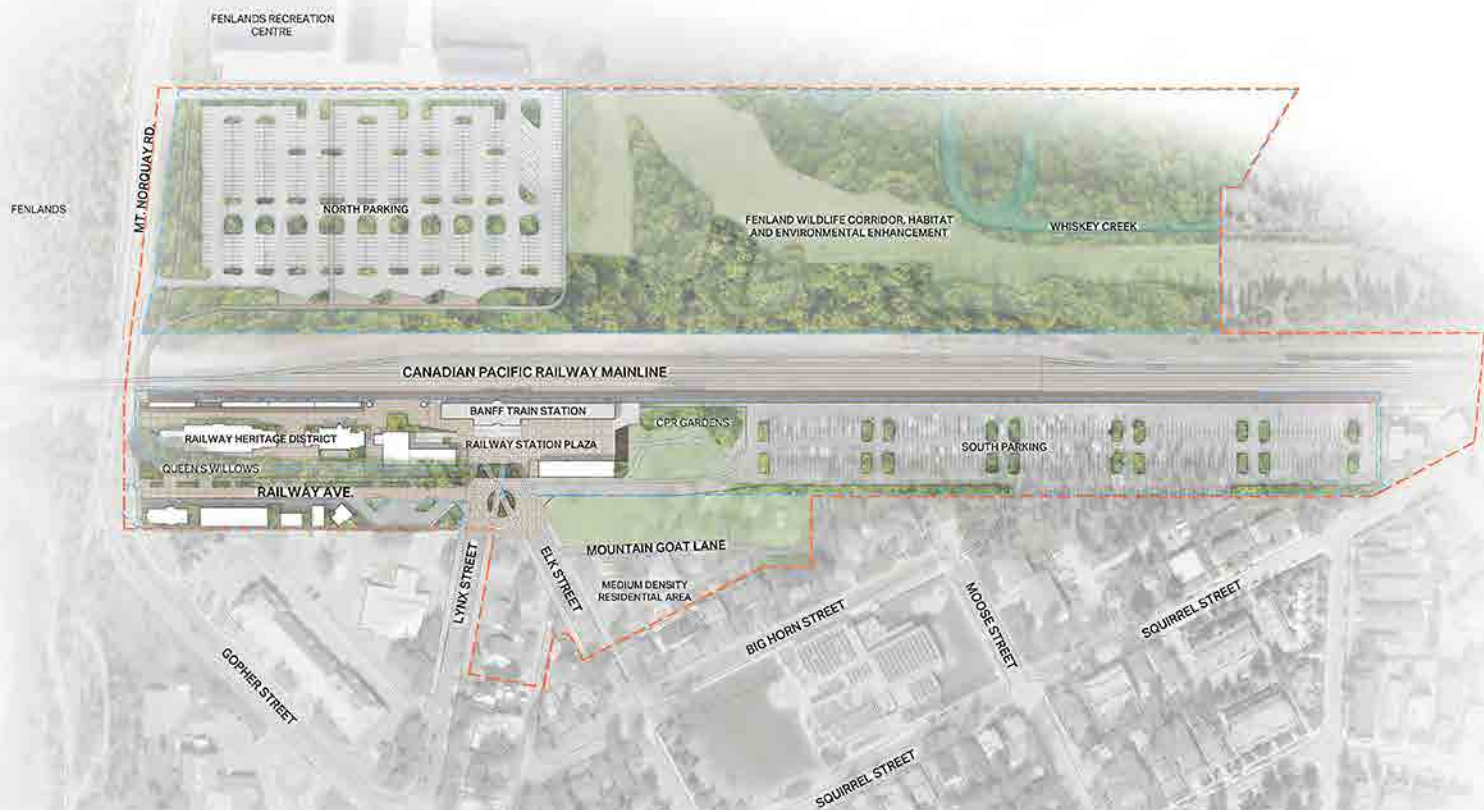 FENLANDS RECREATION
CENTRE
MT. NORQUAY RD.
FENLANDS
NORTH PARKING
FENLAND WILDLIFE CORRIDOR, HABITAT
AND ENVIRONMENTAL ENHANCEMENT
WHISKEY CREEK
CANADIAN PACIFIC RAILWAY MAINLINE
BANFF TRAIN STATION
CPR GARDENS
RAILWAY HERITAGE DISTRICT
RAILWAY STATION PLAZA
SOUTH PARKING
QUEEN'S WILLOWS
RAILWAY AVE.
LYNX STREET
ELK STREET
MOUNTAIN GOAT LANE
MEDIUM DENSITY
RESIDENTIAL AREA
BIG HORN STREET
MOOSE STREET
SQUIRREL STREET
GOPHER STREET
SQUIRREL STREET